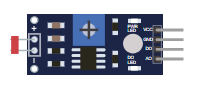 +
-
PWR
LED
DO
LED
VCC
GND
DO
AO